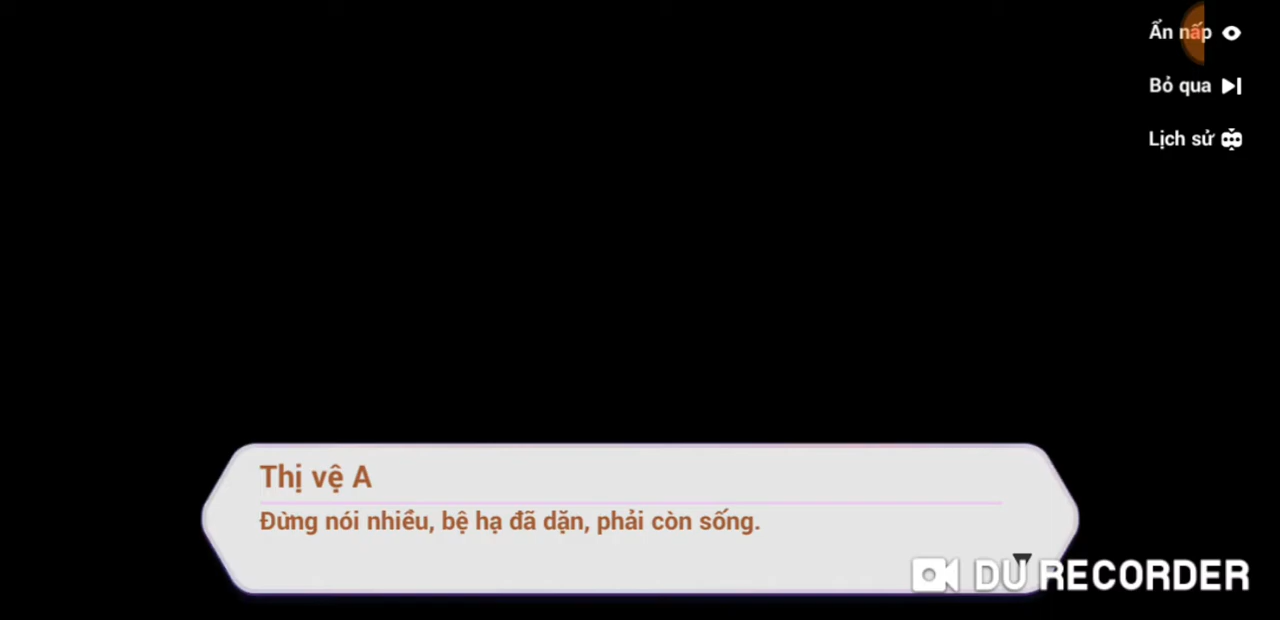 Ẩn nấp
Bỏ qua
Lịch sử
Thị vệ A
Đừng nói nhiều, bệ hạ đã dặn, phải còn sống.
DU RECORDER